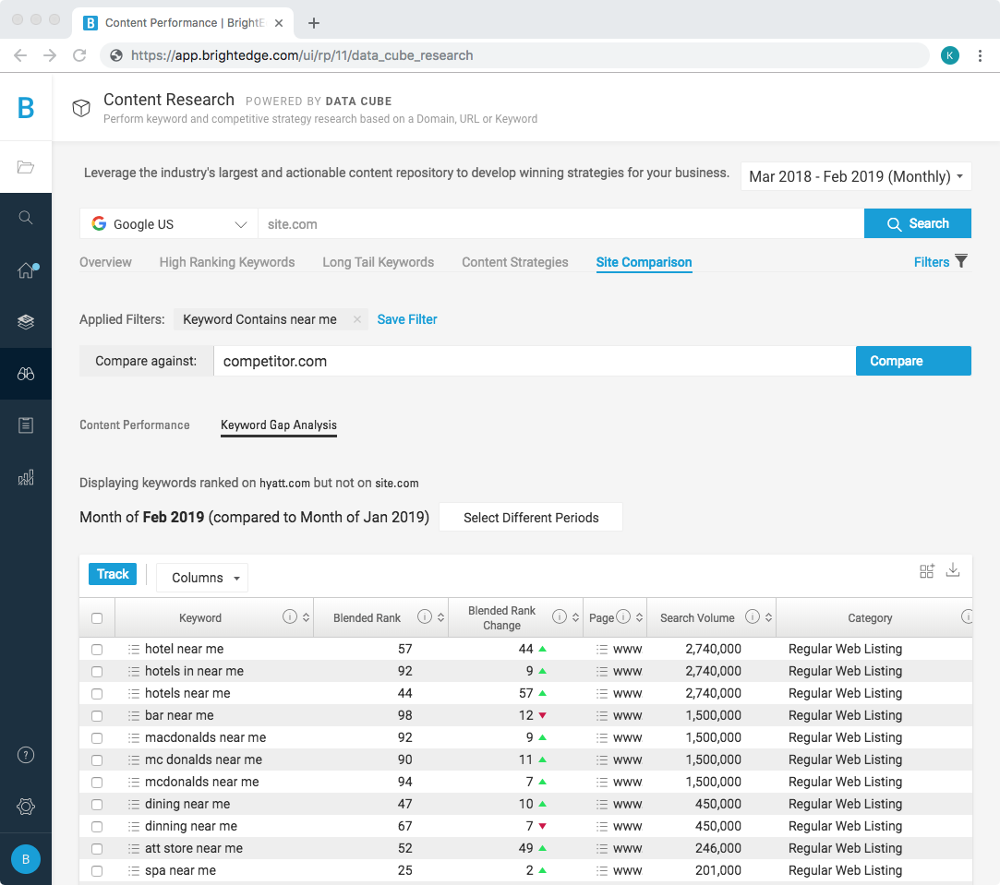 B Content Performance | BrightE
https://app.brightedge.com/ui/rp/11/data_cube_research K
B
Content Research POWERED BY DATA CUBE
Perform keyword and competitive strategy research based on a Domain, URL or Keyword
Leverage the industry's largest and actionable content repository to develop winning strategies for your business. Mar 2018 - Feb 2019 (Monthly)
Google US site.com Search
Overview High Ranking Keywords Long Tail Keywords Content Strategies Site Comparison Filters
Applied Filters: Keyword Contains near me × Save Filter
Compare against: competitor.com Compare
Content Performance Keyword Gap Analysis
Displaying keywords ranked on hyatt.com but not on site.com
Month of Feb 2019 (compared to Month of Jan 2019) Select Different Periods
Track Columns
Keyword Blended Rank Blended Rank Change Page Search Volume Category
hotel near me 57 44 www 2,740,000 Regular Web Listing
hotels in near me 92 9 www 2,740,000 Regular Web Listing
hotels near me 44 57 www 2,740,000 Regular Web Listing
bar near me 98 12 www 1,500,000 Regular Web Listing
macdonalds near me 92 9 www 1,500,000 Regular Web Listing
mc donalds near me 90 11 www 1,500,000 Regular Web Listing
mcdonalds near me 94 7 www 1,500,000 Regular Web Listing
dining near me 47 10 www 450,000 Regular Web Listing
dinning near me 67 7 www 450,000 Regular Web Listing
att store near me 52 49 www 246,000 Regular Web Listing
spa near me 25 2 www 201,000 Regular Web Listing
B